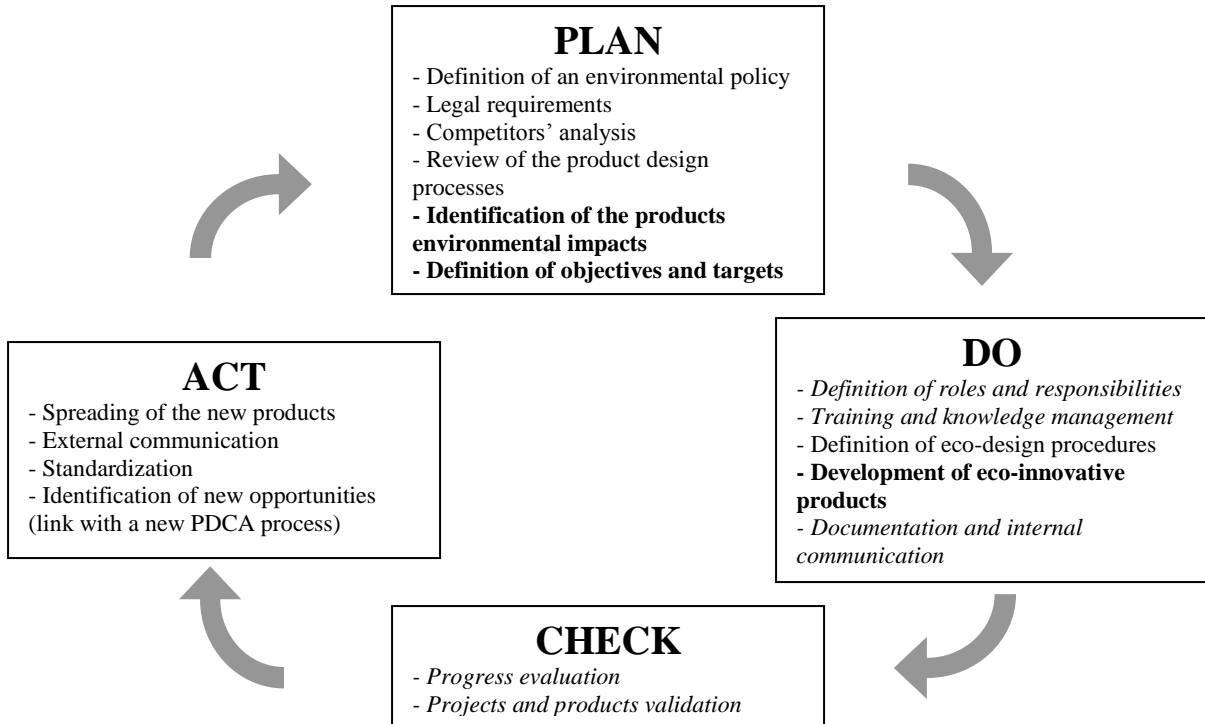 PLAN
- Definition of an environmental policy
- Legal requirements
- Competitors’ analysis
- Review of the product design
processes
- Identification of the products
environmental impacts
- Definition of objectives and targets
DO
- Definition of roles and responsibilities
- Training and knowledge management
- Definition of eco-design procedures
- Development of eco-innovative
products
- Documentation and internal
communication
CHECK
- Progress evaluation
- Projects and products validation
ACT
- Spreading of the new products
- External communication
- Standardization
- Identification of new opportunities
(link with a new PDCA process)